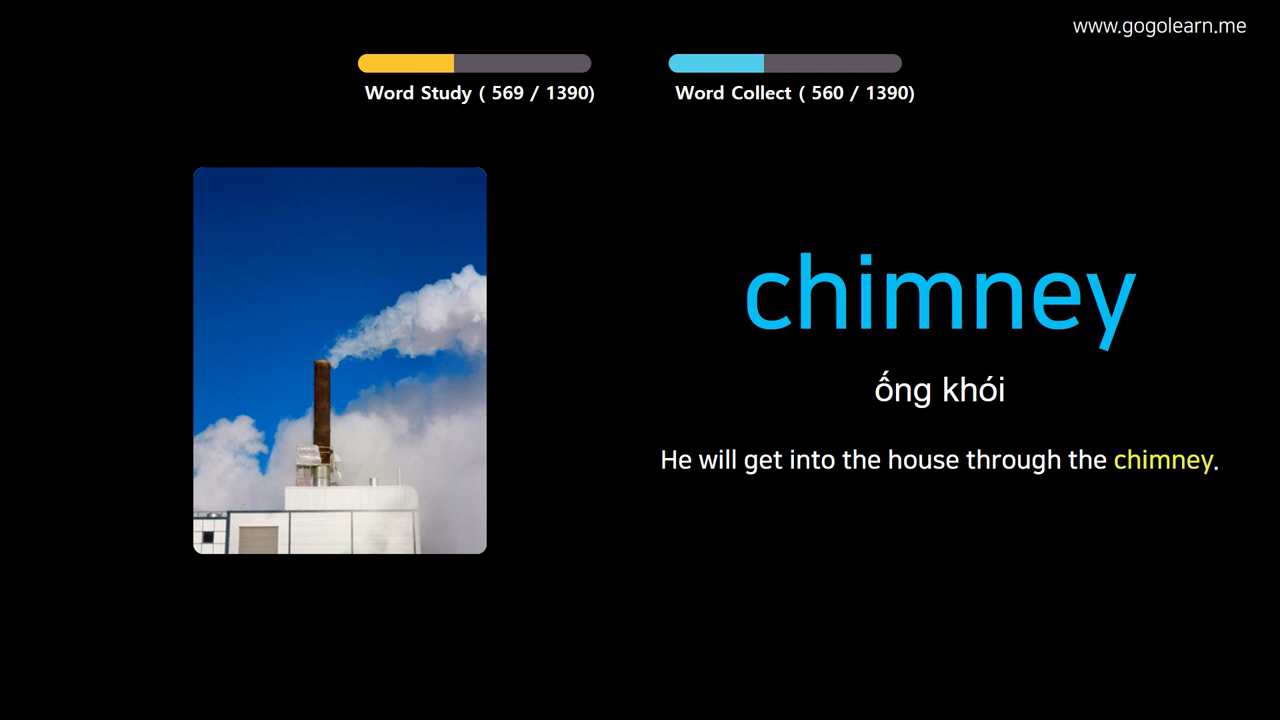 www.gogolearn.me
Word Study ( 569 / 1390)
Word Collect ( 560 / 1390)
chimney
ống khói
He will get into the house through the chimney.